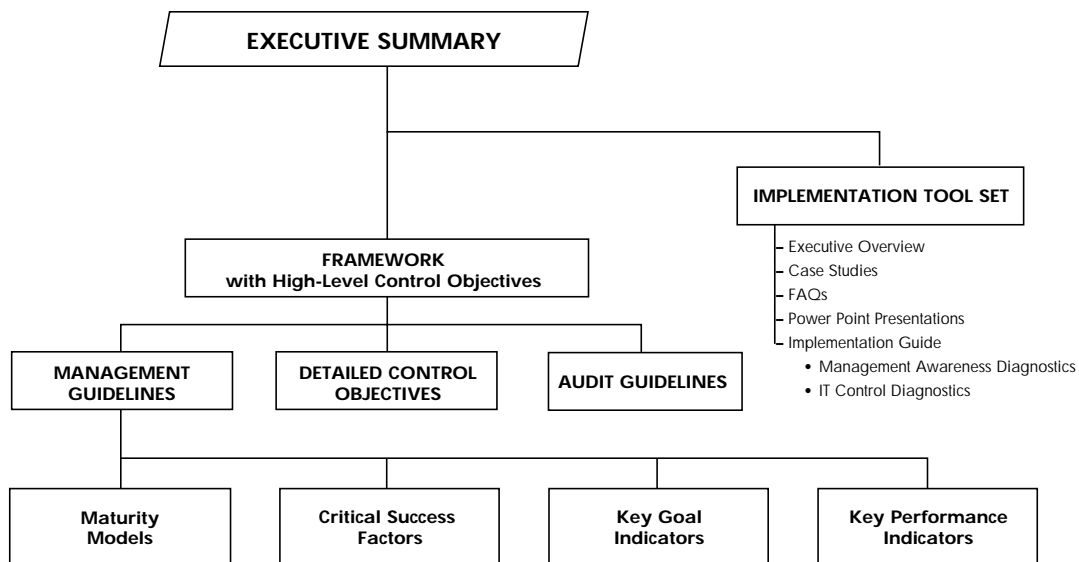 EXECUTIVE SUMMARY
IMPLEMENTATION TOOL SET
– Executive Overview
– Case Studies
– FAQs
– Power Point Presentations
– Implementation Guide
• Management Awareness Diagnostics
• IT Control Diagnostics
FRAMEWORK
with High-Level Control Objectives
MANAGEMENT
GUIDELINES
DETAILED CONTROL
OBJECTIVES
AUDIT GUIDELINES
Maturity
Models
Critical Success
Factors
Key Goal
Indicators
Key Performance
Indicators